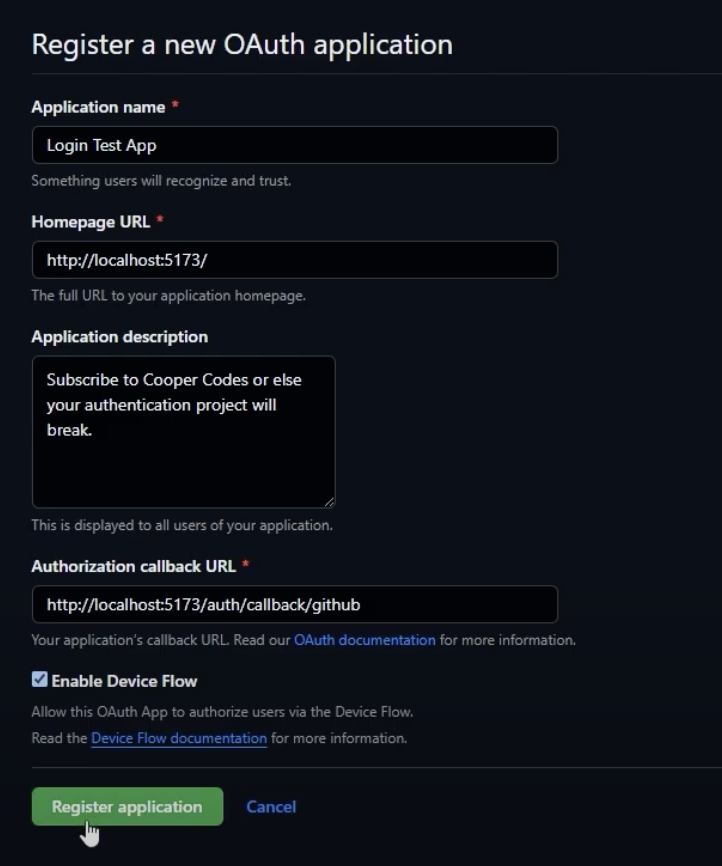 Register a new OAuth application
Application name *
Login Test App
Something users will recognize and trust.
Homepage URL *
http://localhost:5173/
The full URL to your application homepage.
Application description
Subscribe to Cooper Codes or else
your authentication project will
break.
This is displayed to all users of your application.
Authorization callback URL *
http://localhost:5173/auth/callback/github
Your application's callback URL. Read our OAuth documentation for more information.
Enable Device Flow
Allow this OAuth App to authorize users via the Device Flow.
Read the Device Flow documentation for more information.
Register application Cancel